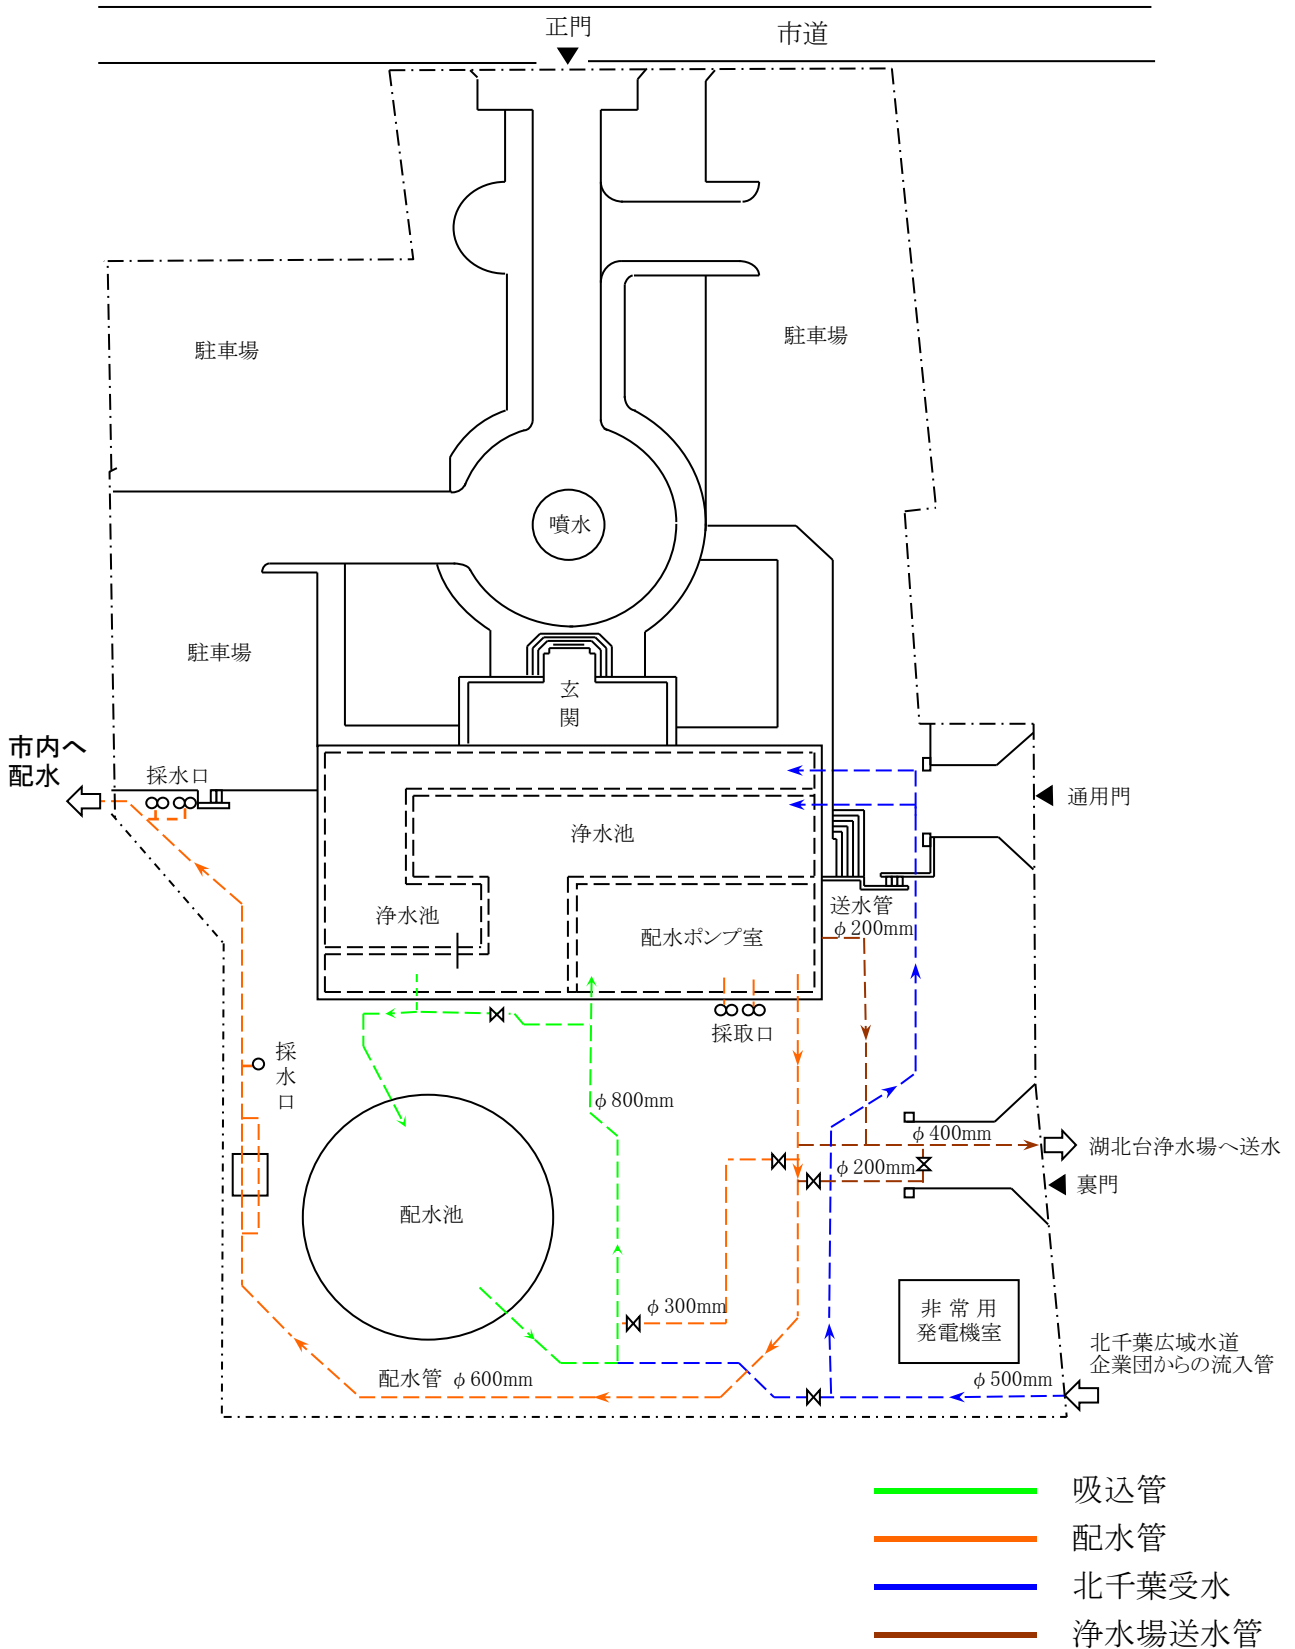 正門
市道
駐車場
駐車場
噴水
駐車場
玄
関
市内へ
配水
採水口
通用門
浄水池
浄水池
送水管
φ200mm
配水ポンプ室
採取口
採
水
口
φ800mm
φ400mm
湖北台浄水場へ送水
φ200mm
裏門
配水池
φ300mm
非常用
発電機室
北千葉広域水道
企業団からの流入管
配水管 φ600mm
φ500mm
吸込管
配水管
北千葉受水
浄水場送水管